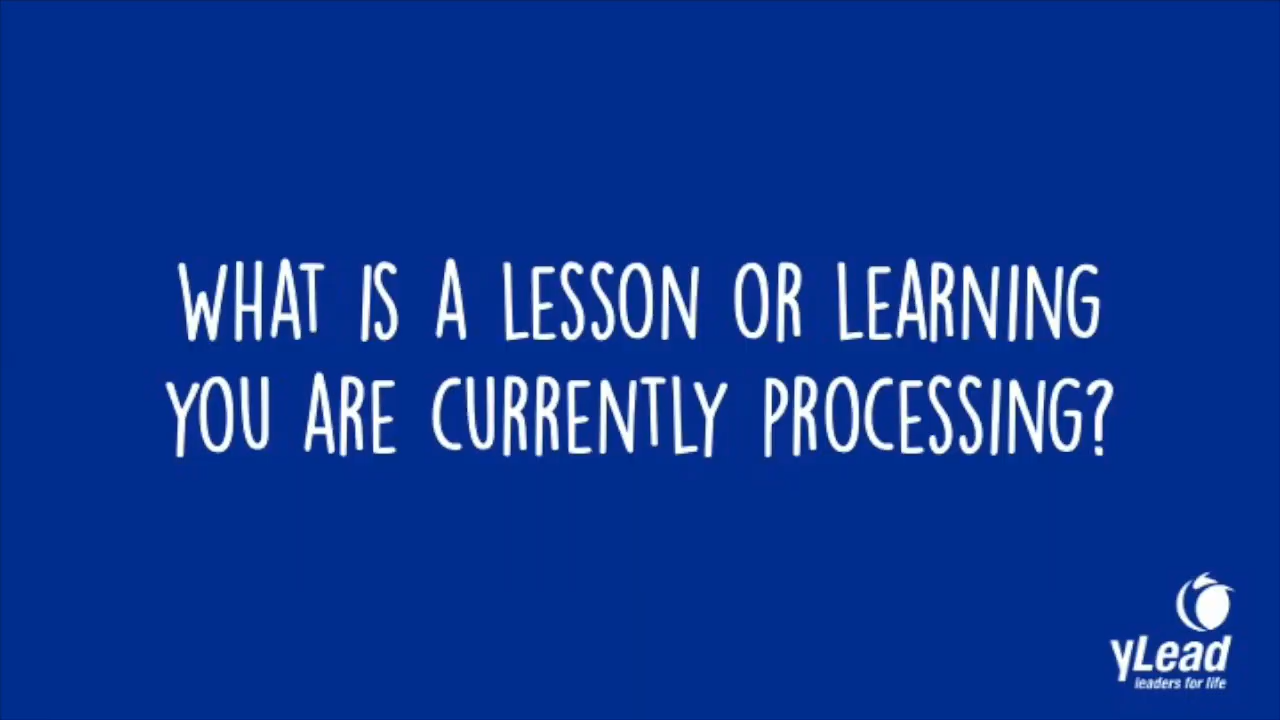 WHAT IS A LESSON OR LEARNING
YOU ARE CURRENTLY PROCESSING?
yLead
leaders for life